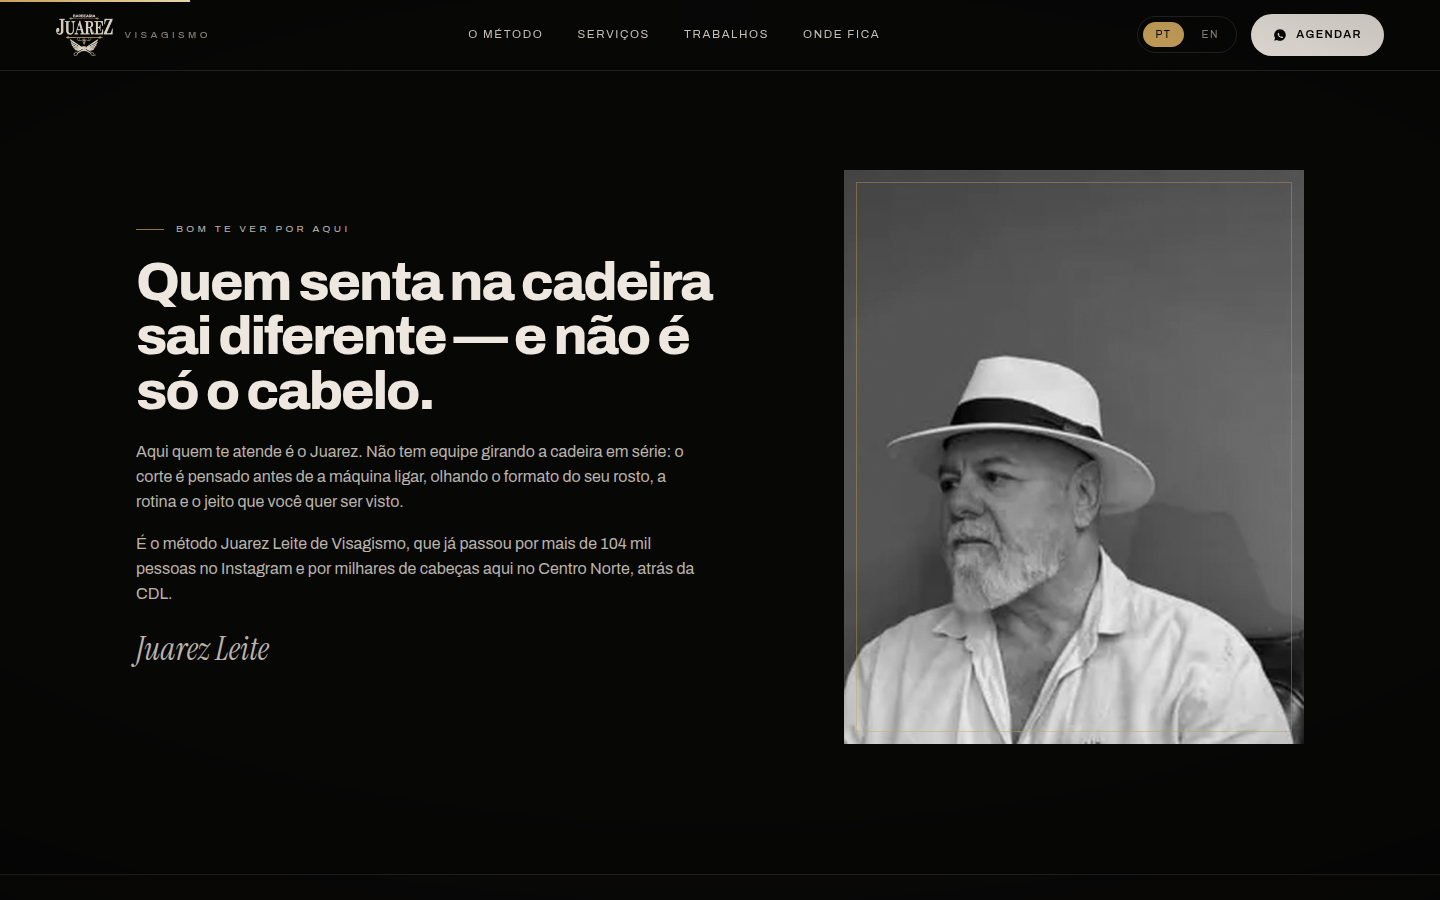 BARBEARIA
JUAREZ
VISAGISMO
O MÉTODO
SERVIÇOS
TRABALHOS
ONDE FICA
PT
EN
AGENDAR
BOM TE VER POR AQUI
Quem senta na cadeira
sai diferente — e não é
só o cabelo.
Aqui quem te atende é o Juarez. Não tem equipe girando a cadeira em série: o
corte é pensado antes de a máquina ligar, olhando o formato do seu rosto, a
rotina e o jeito que você quer ser visto.
É o método Juarez Leite de Visagismo, que já passou por mais de 104 mil
pessoas no Instagram e por milhares de cabeças aqui no Centro Norte, atrás da
CDL.
Juarez Leite